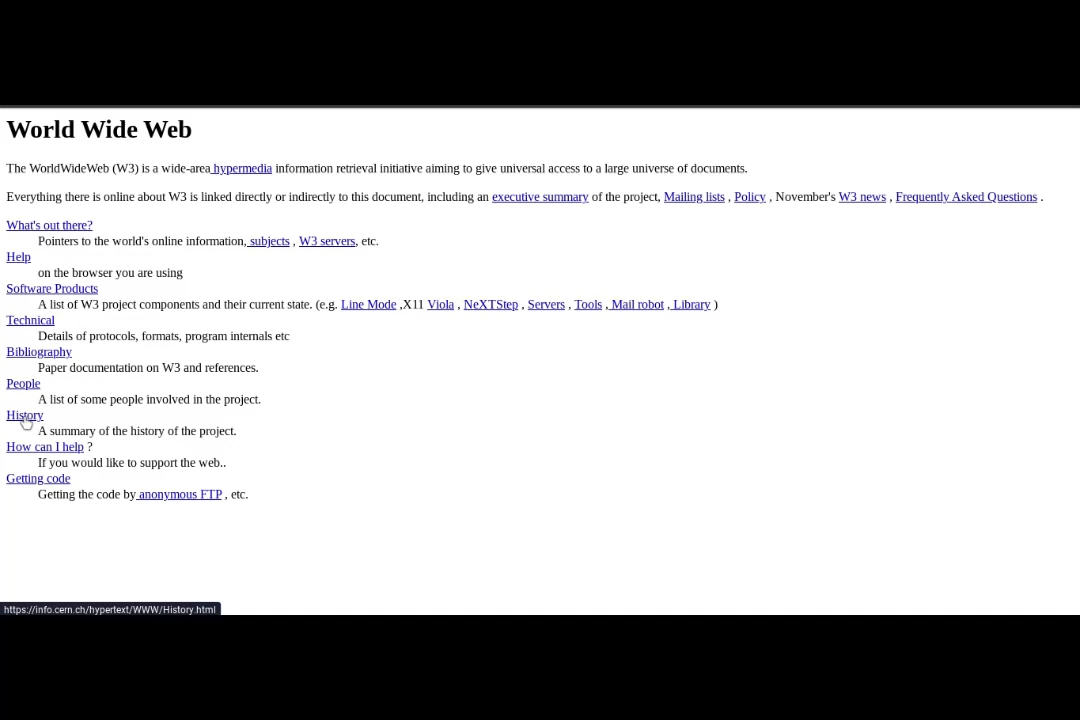 World Wide Web
The WorldWideWeb (W3) is a wide-area hypermedia information retrieval initiative aiming to give universal access to a large universe of documents.
Everything there is online about W3 is linked directly or indirectly to this document, including an executive summary of the project, Mailing lists , Policy , November's W3 news , Frequently Asked Questions .
What's out there?
Pointers to the world's online information, subjects , W3 servers, etc.
Help
on the browser you are using
Software Products
A list of W3 project components and their current state. (e.g. Line Mode ,X11 Viola , NeXTStep , Servers , Tools , Mail robot , Library )
Technical
Details of protocols, formats, program internals etc
Bibliography
Paper documentation on W3 and references.
People
A list of some people involved in the project.
History
A summary of the history of the project.
How can I help ?
If you would like to support the web..
Getting code
Getting the code by anonymous FTP , etc.
https://info.cern.ch/hypertext/WWW/History.html